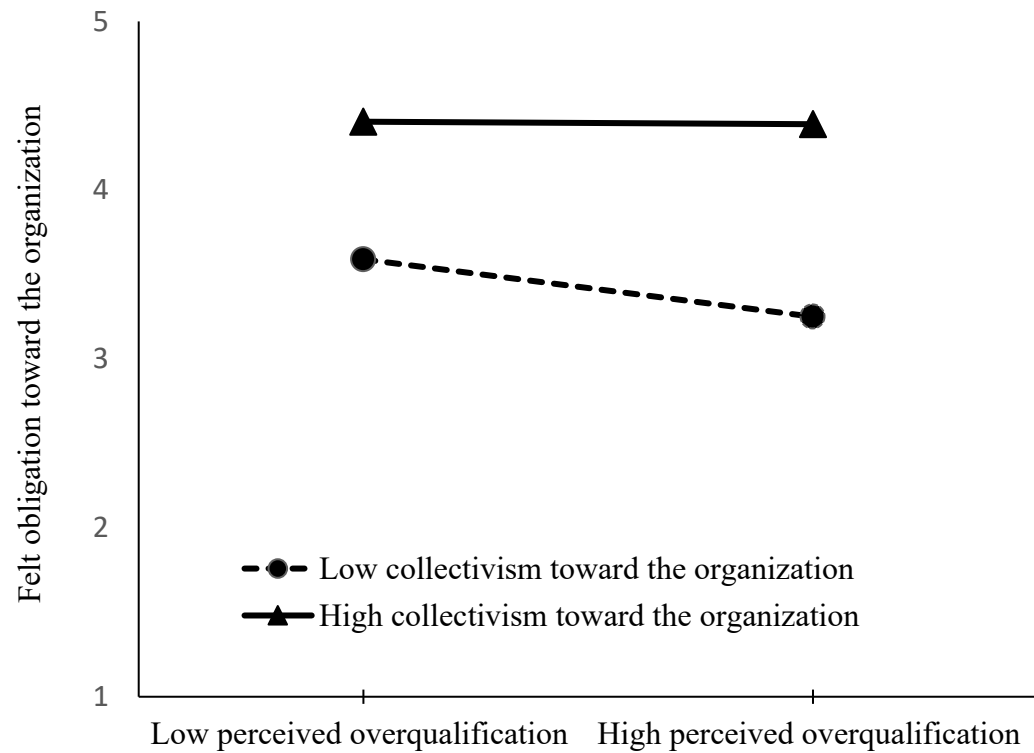 5
4
3
2
1
Felt obligation toward the organization
Low collectivism toward the organization
High collectivism toward the organization
Low perceived overqualification
High perceived overqualification